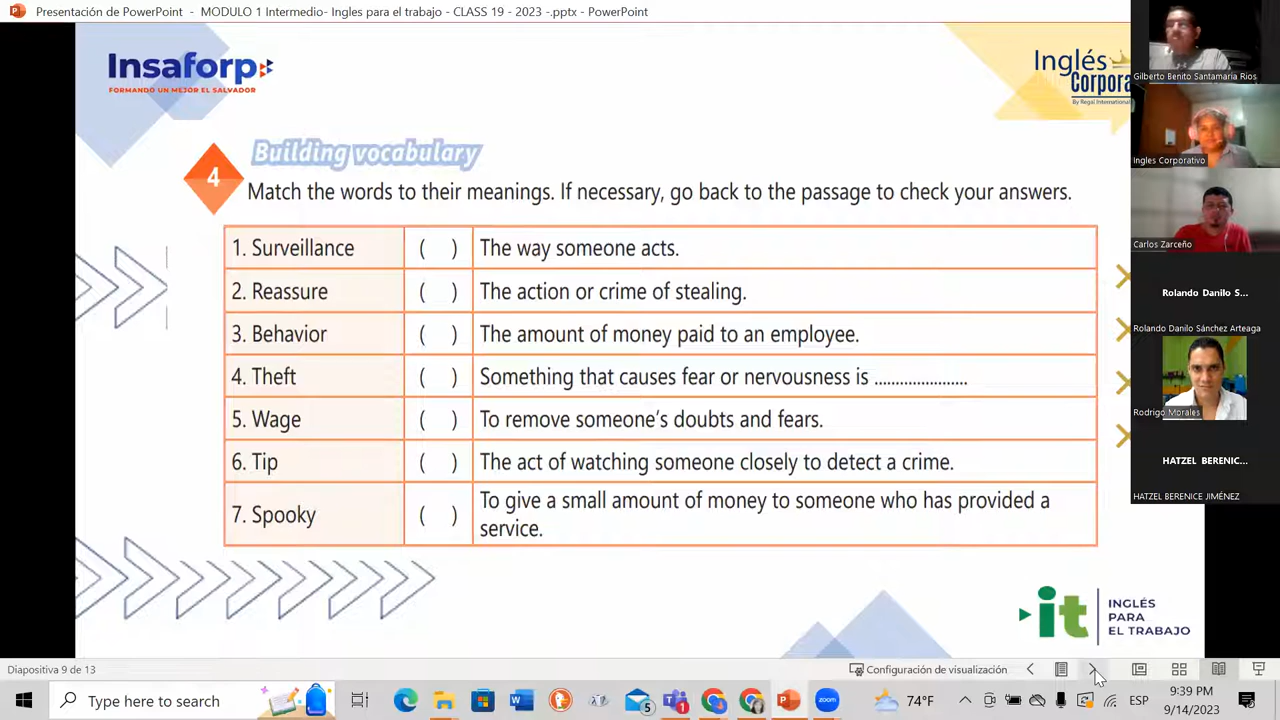 Presentación de PowerPoint - MODULO 1 Intermedio- Ingles para el trabajo - CLASS 19 - 2023 -.pptx - PowerPoint
Insaforp
FORMANDO UN MEJOR EL SALVADOR
Inglés
Corpora
By Regal International
Building vocabulary
4
Match the words to their meanings. If necessary, go back to the passage to check your answers.
1. Surveillance ( ) The way someone acts.
2. Reassure ( ) The action or crime of stealing.
3. Behavior ( ) The amount of money paid to an employee.
4. Theft ( ) Something that causes fear or nervousness is ......................
5. Wage ( ) To remove someone's doubts and fears.
6. Tip ( ) The act of watching someone closely to detect a crime.
7. Spooky ( ) To give a small amount of money to someone who has provided a
service.
it
INGLÉS
PARA
EL TRABAJO
Gilberto Benito Santamaria Rios
Ingles Corporativo
Carlos Zarceño
Rolando Danilo S...
Rolando Danilo Sánchez Arteaga
Rodrigo Morales
HATZEL BERENIC...
HATZEL BERENICE JIMÉNEZ
Diapositiva 9 de 13
Configuración de visualización
Type here to search
5
1
zoom
74°F
ESP
9:39 PM
9/14/2023